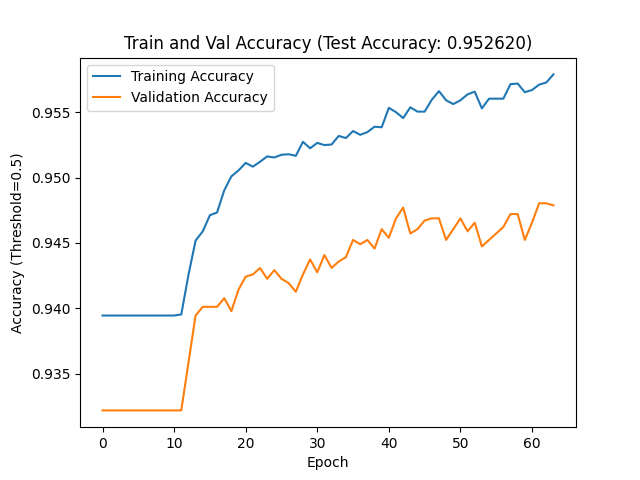 Train and Val Accuracy (Test Accuracy: 0.952620)
Training Accuracy
Validation Accuracy
Accuracy (Threshold=0.5)
0.955
0.950
0.945
0.940
0.935
0 10 20 30 40 50 60
Epoch